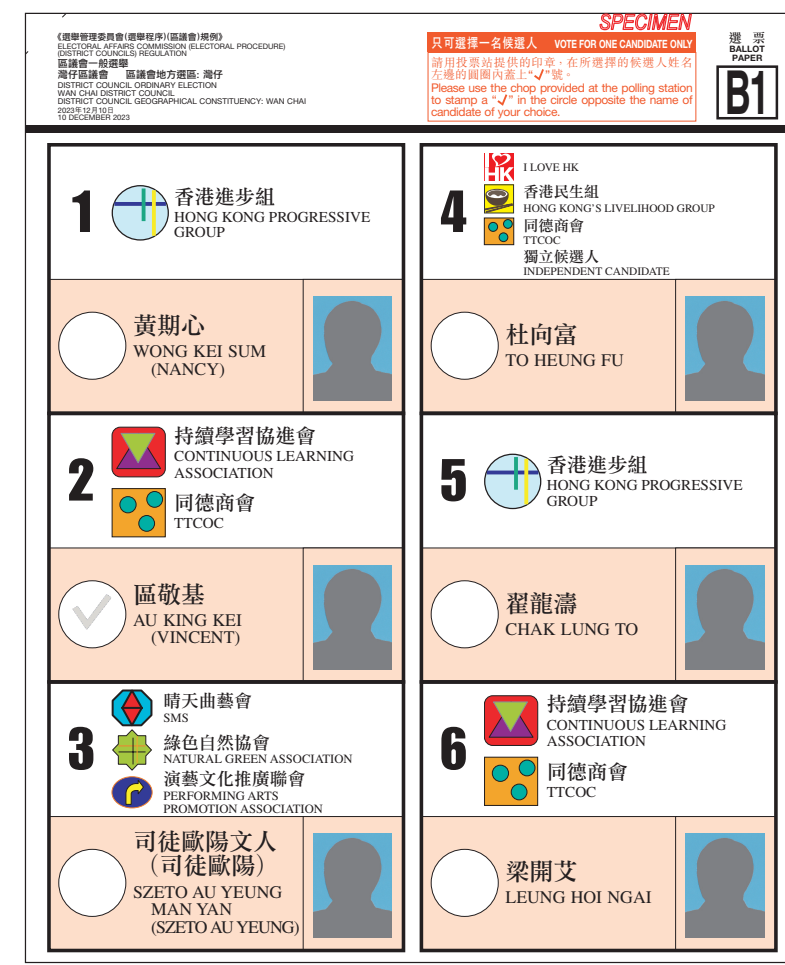 《選舉管理委員會(選舉程序)(區議會)規例》
ELECTORAL AFFAIRS COMMISSION (ELECTORAL PROCEDURE)
(DISTRICT COUNCILS) REGULATION
區議會一般選舉
灣仔區議會 區議會地方選區: 灣仔
DISTRICT COUNCIL ORDINARY ELECTION
WAN CHAI DISTRICT COUNCIL
DISTRICT COUNCIL GEOGRAPHICAL CONSTITUENCY: WAN CHAI
2023年12月10日
10 DECEMBER 2023
SPECIMEN
只可選擇一名候選人 VOTE FOR ONE CANDIDATE ONLY
請用投票站提供的印章，在所選擇的候選人姓名
左邊的圓圈內蓋上“✓”號。
Please use the chop provided at the polling station
to stamp a “✓” in the circle opposite the name of
candidate of your choice.
選 票
BALLOT
PAPER
B1
1
香港進步組
HONG KONG PROGRESSIVE
GROUP
黃期心
WONG KEI SUM
(NANCY)
2
持續學習協進會
CONTINUOUS LEARNING
ASSOCIATION
同德商會
TTCOC
區敬基
AU KING KEI
(VINCENT)
3
晴天曲藝會
SMS
綠色自然協會
NATURAL GREEN ASSOCIATION
演藝文化推廣聯會
PERFORMING ARTS
PROMOTION ASSOCIATION
司徒歐陽文人
(司徒歐陽)
SZETO AU YEUNG
MAN YAN
(SZETO AU YEUNG)
4
HK
I LOVE HK
香港民生組
HONG KONG'S LIVELIHOOD GROUP
同德商會
TTCOC
獨立候選人
INDEPENDENT CANDIDATE
杜向富
TO HEUNG FU
5
香港進步組
HONG KONG PROGRESSIVE
GROUP
翟龍濤
CHAK LUNG TO
6
持續學習協進會
CONTINUOUS LEARNING
ASSOCIATION
同德商會
TTCOC
梁開艾
LEUNG HOI NGAI